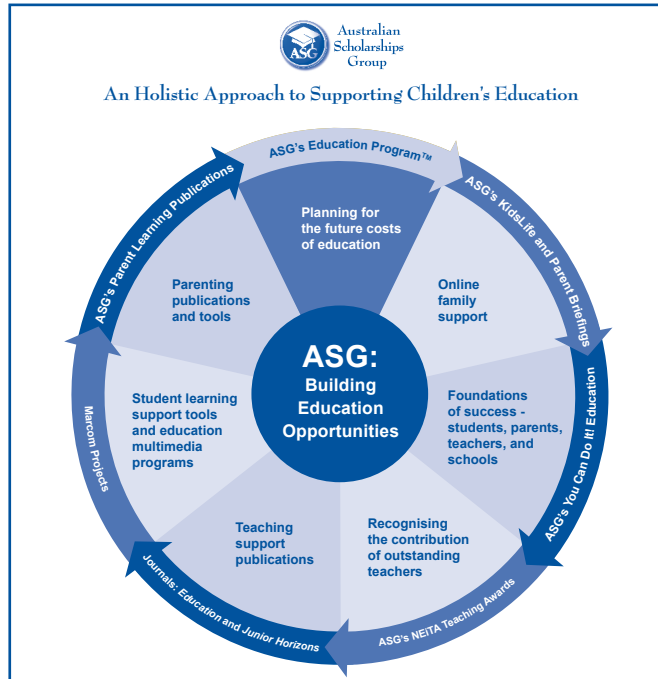 ASG
Australian
Scholarships
Group
An Holistic Approach to Supporting Children's Education
ASG's Education Program™
ASG's KidsLife and Parent Briefings
ASG's You Can Do It! Education
ASG's NEiTA Teaching Awards
Journals: Education and Junior Horizons
Marcom Projects
ASG's Parent Learning Publications
Planning for
the future costs
of education
Online
family
support
Foundations
of success -
students, parents,
teachers, and
schools
Recognising
the contribution
of outstanding
teachers
Teaching
support
publications
Student learning
support tools
and education
multimedia
programs
Parenting
publications
and tools
ASG:
Building
Education
Opportunities